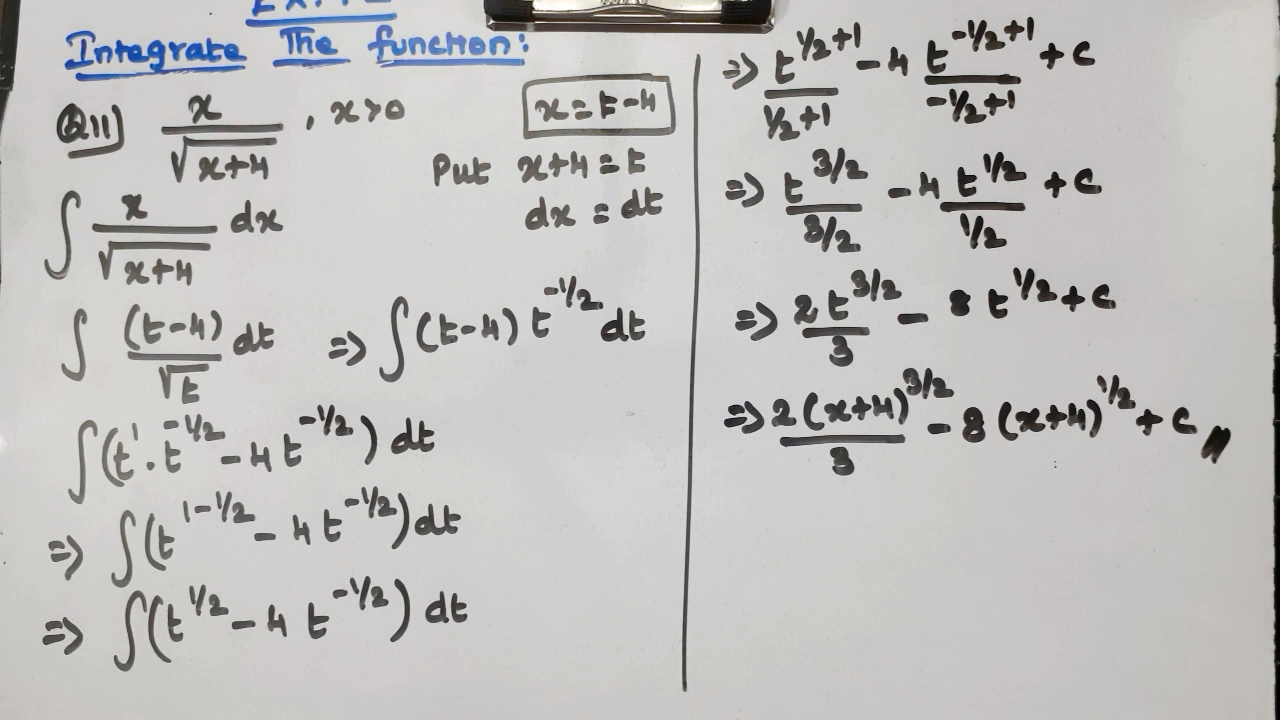 Integrate The function:
Q11) x/√(x+4) , x>0
x = t-4
Put x+4 = t
dx = dt
∫ x/√(x+4) dx
∫ (t-4)/√t dt ⇒ ∫(t-4) t^(-1/2) dt
∫(t^1 . t^(-1/2) - 4t^(-1/2)) dt
⇒ ∫(t^(1-1/2) - 4t^(-1/2)) dt
⇒ ∫(t^(1/2) - 4t^(-1/2)) dt
⇒ t^(1/2+1)/(1/2+1) - 4 t^(-1/2+1)/(-1/2+1) + c
⇒ t^(3/2)/(3/2) - 4 t^(1/2)/(1/2) + c
⇒ 2t^(3/2)/3 - 8 t^(1/2) + c
⇒ 2(x+4)^(3/2)/3 - 8(x+4)^(1/2) + c //